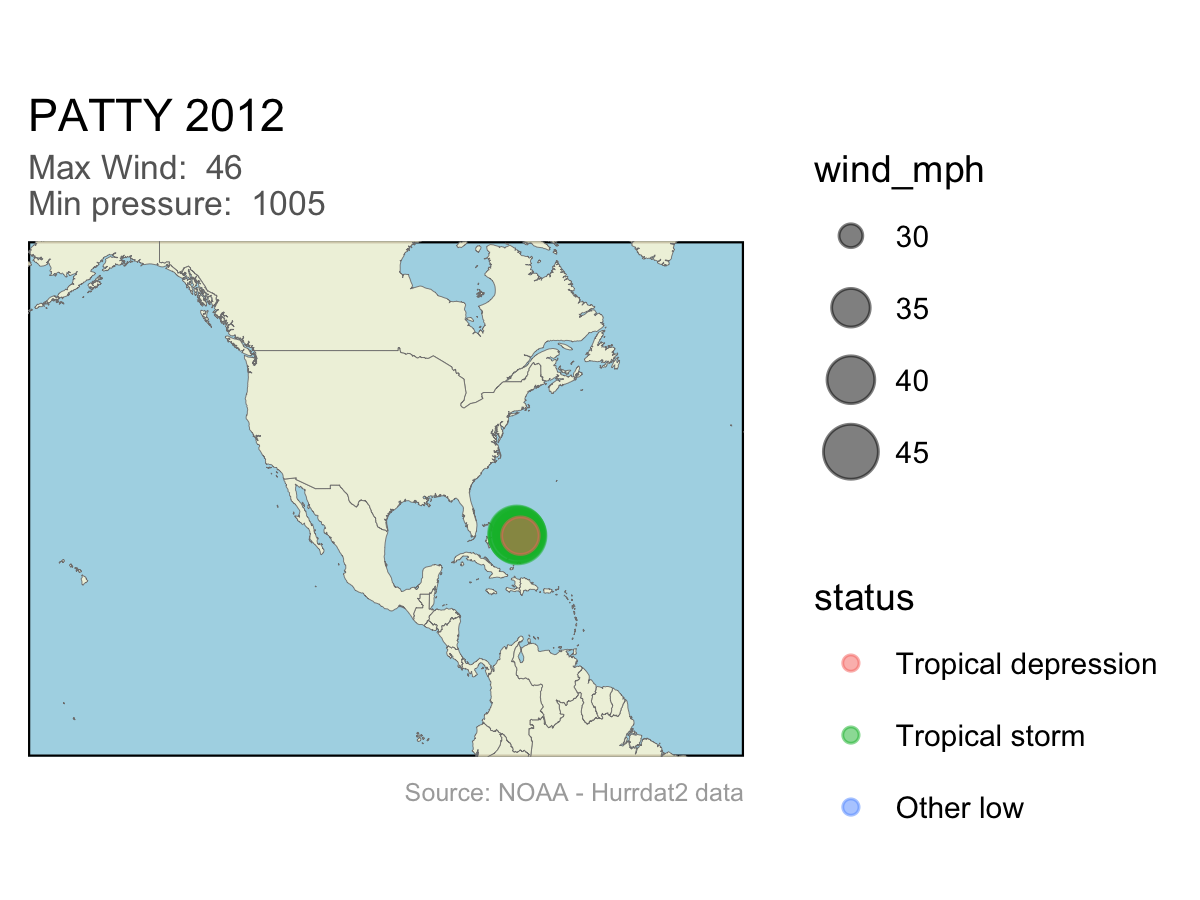 PATTY 2012
Max Wind:  46
Min pressure:  1005
wind_mph
30
35
40
45
status
Tropical depression
Tropical storm
Other low
Source: NOAA - Hurrdat2 data